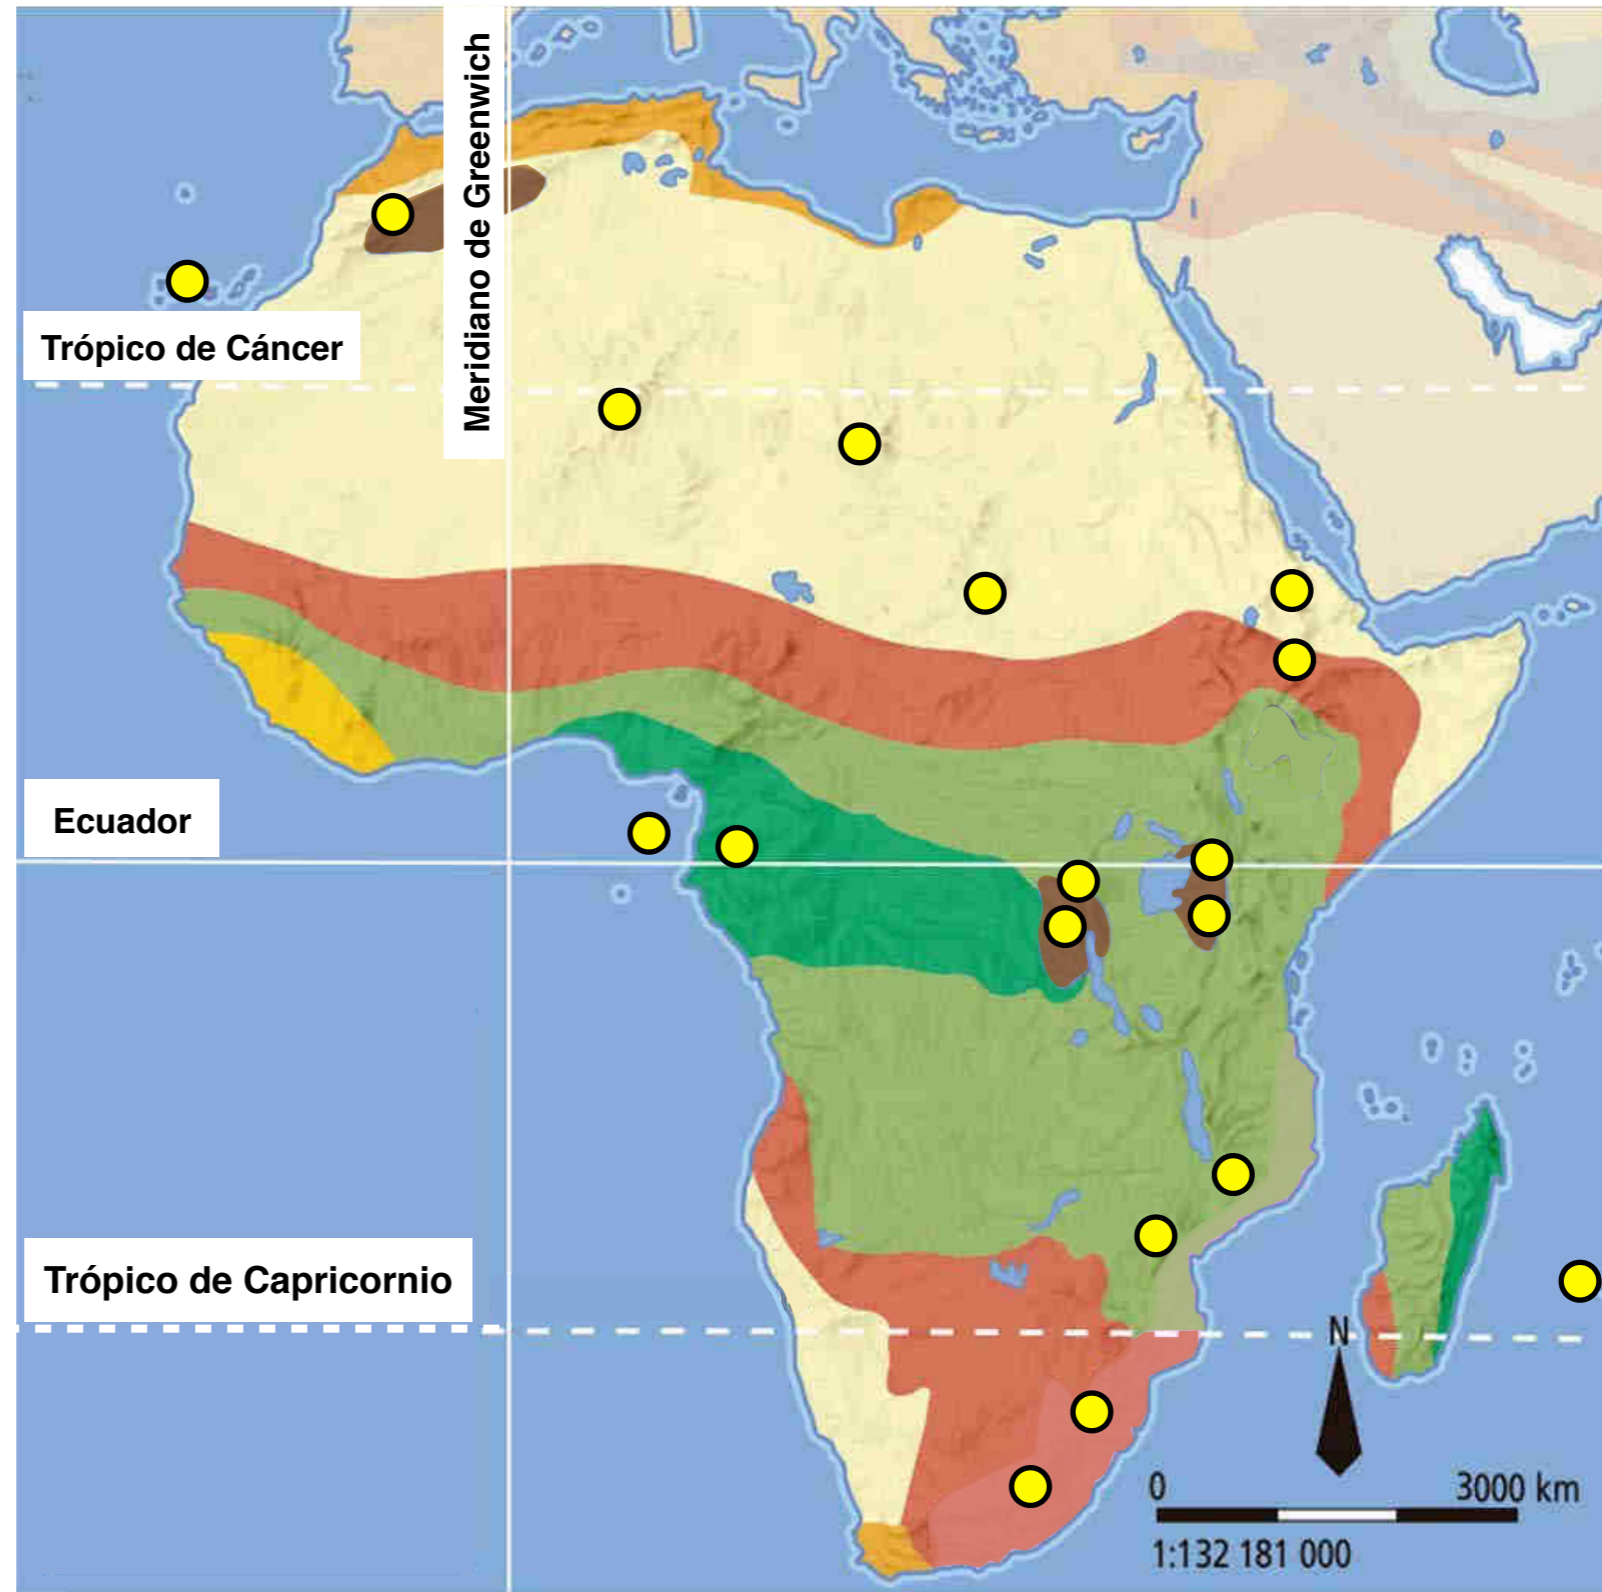 Meridiano de Greenwich
Trópico de Cáncer
Ecuador
Trópico de Capricornio
N
0 3000 km
1:132 181 000